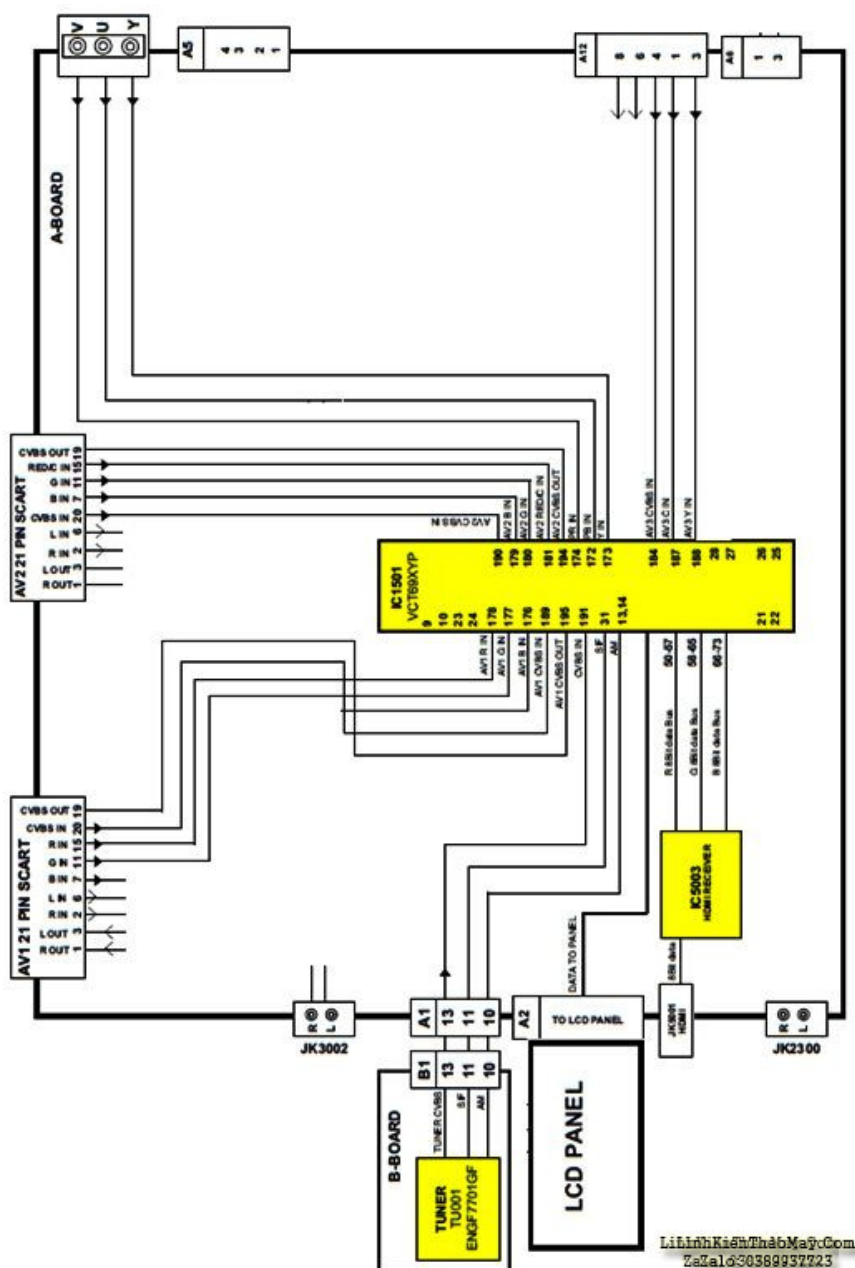 V U Y
A5
4 3 2 1
A12
8 6 4 1 3
A6
1 3
A-BOARD
AV2 21 PIN SCART
CVBS OUT 19
RED/C IN 15
G IN 11
B IN 7
CVBS IN 20
L IN 6
R IN 2
L OUT 3
R OUT 1
AV2 CVBS IN
AV2 B IN
AV2 G IN
AV2 RED/C IN
AV2 CVBS OUT
PR IN
PB IN
Y IN
AV3 CVBS IN
AV3 C IN
AV3 Y IN
190
179
180
181
194
174
172
173
184
187
188
28
27
26
25
IC1501
VCT69XYP
9
10
23
24
178
177
176
189
195
191
31
13,14
21
22
AV1 R IN
AV1 G IN
AV1 B IN
AV1 CVBS IN
AV1 CVBS OUT
CVBS IN
SIF
AM
50-57
58-65
66-73
R 8Bit data Bus
G 8Bit data Bus
B 8Bit data Bus
AV1 21 PIN SCART
CVBS OUT 19
CVBS IN 20
R IN 15
G IN 11
B IN 7
L IN 6
R IN 2
L OUT 3
R OUT 1
IC5003
HDMI RECEIVER
8Bit data
DATA TO PANEL
R L
JK3002
A1
13
11
10
A2
TO LCD PANEL
JK5001
HDMI
R L
JK2300
B1
13
11
10
B-BOARD
TUNER CVBS
SIF
AM
TUNER
TU001
ENGF7701GF
LCD PANEL